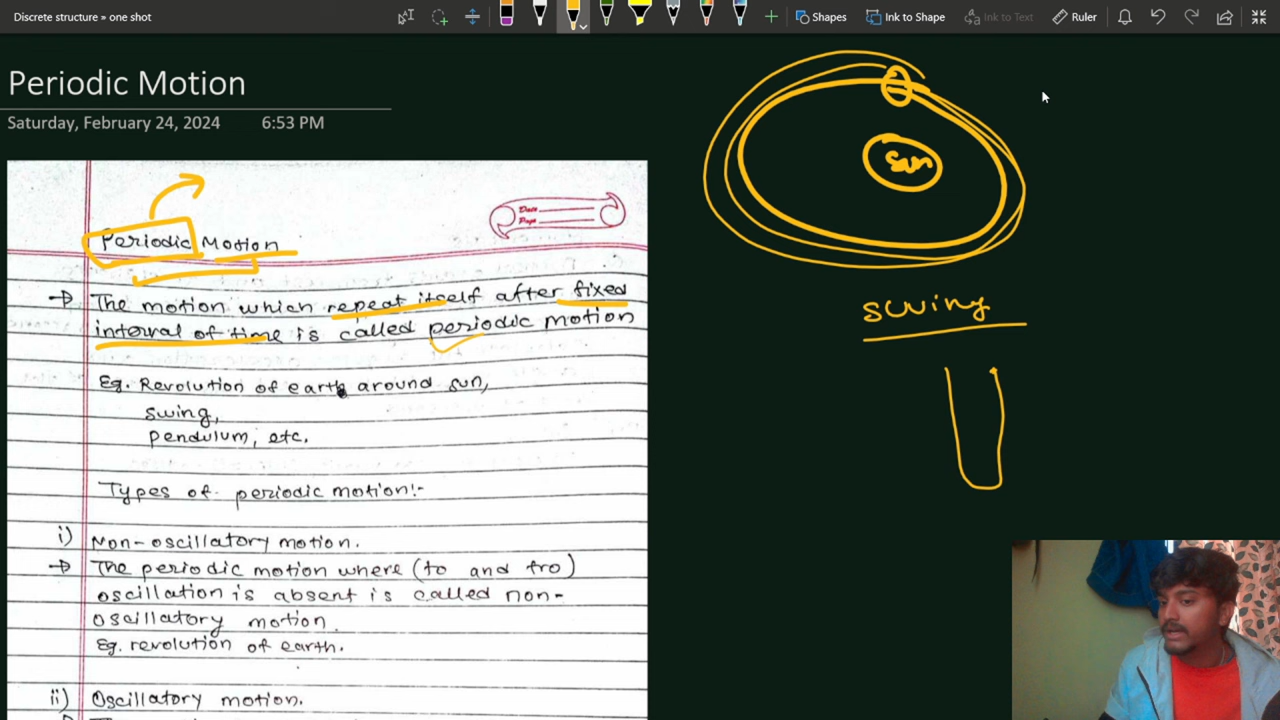 Discrete structure » one shot
Shapes
Ink to Shape
Ink to Text
Ruler
Periodic Motion
Saturday, February 24, 2024 6:53 PM
Date
Page
Periodic Motion
→ The motion which repeat itself after fixed
interval of time is called periodic motion
Eg. Revolution of earth around sun,
swing,
pendulum, etc.
Types of periodic motion:-
i) Non-oscillatory motion.
→ The periodic motion where (to and fro)
oscillation is absent is called non-
oscillatory motion.
Eg. revolution of earth.
ii) Oscillatory motion.
sun
swing